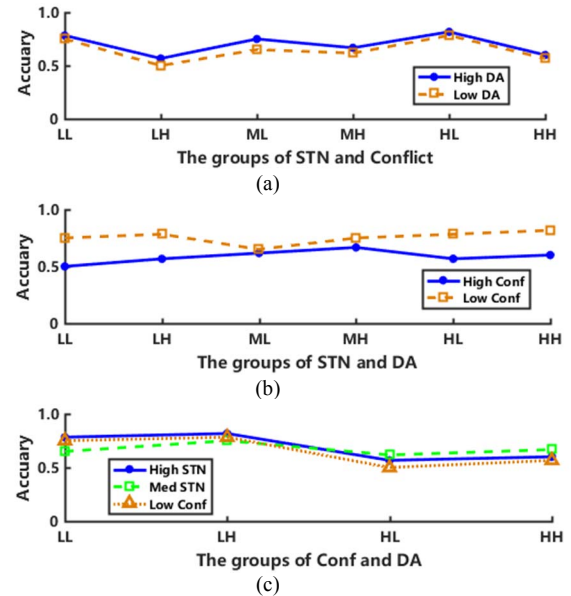 1.0
0.5
0
Accuary
LL LH ML MH HL HH
High DA
Low DA
The groups of STN and Conflict
(a)
1.0
0.5
0
Accuary
LL LH ML MH HL HH
High Conf
Low Conf
The groups of STN and DA
(b)
1.0
0.5
0
Accuary
LL LH HL HH
High STN
Med STN
Low Conf
The groups of Conf and DA
(c)